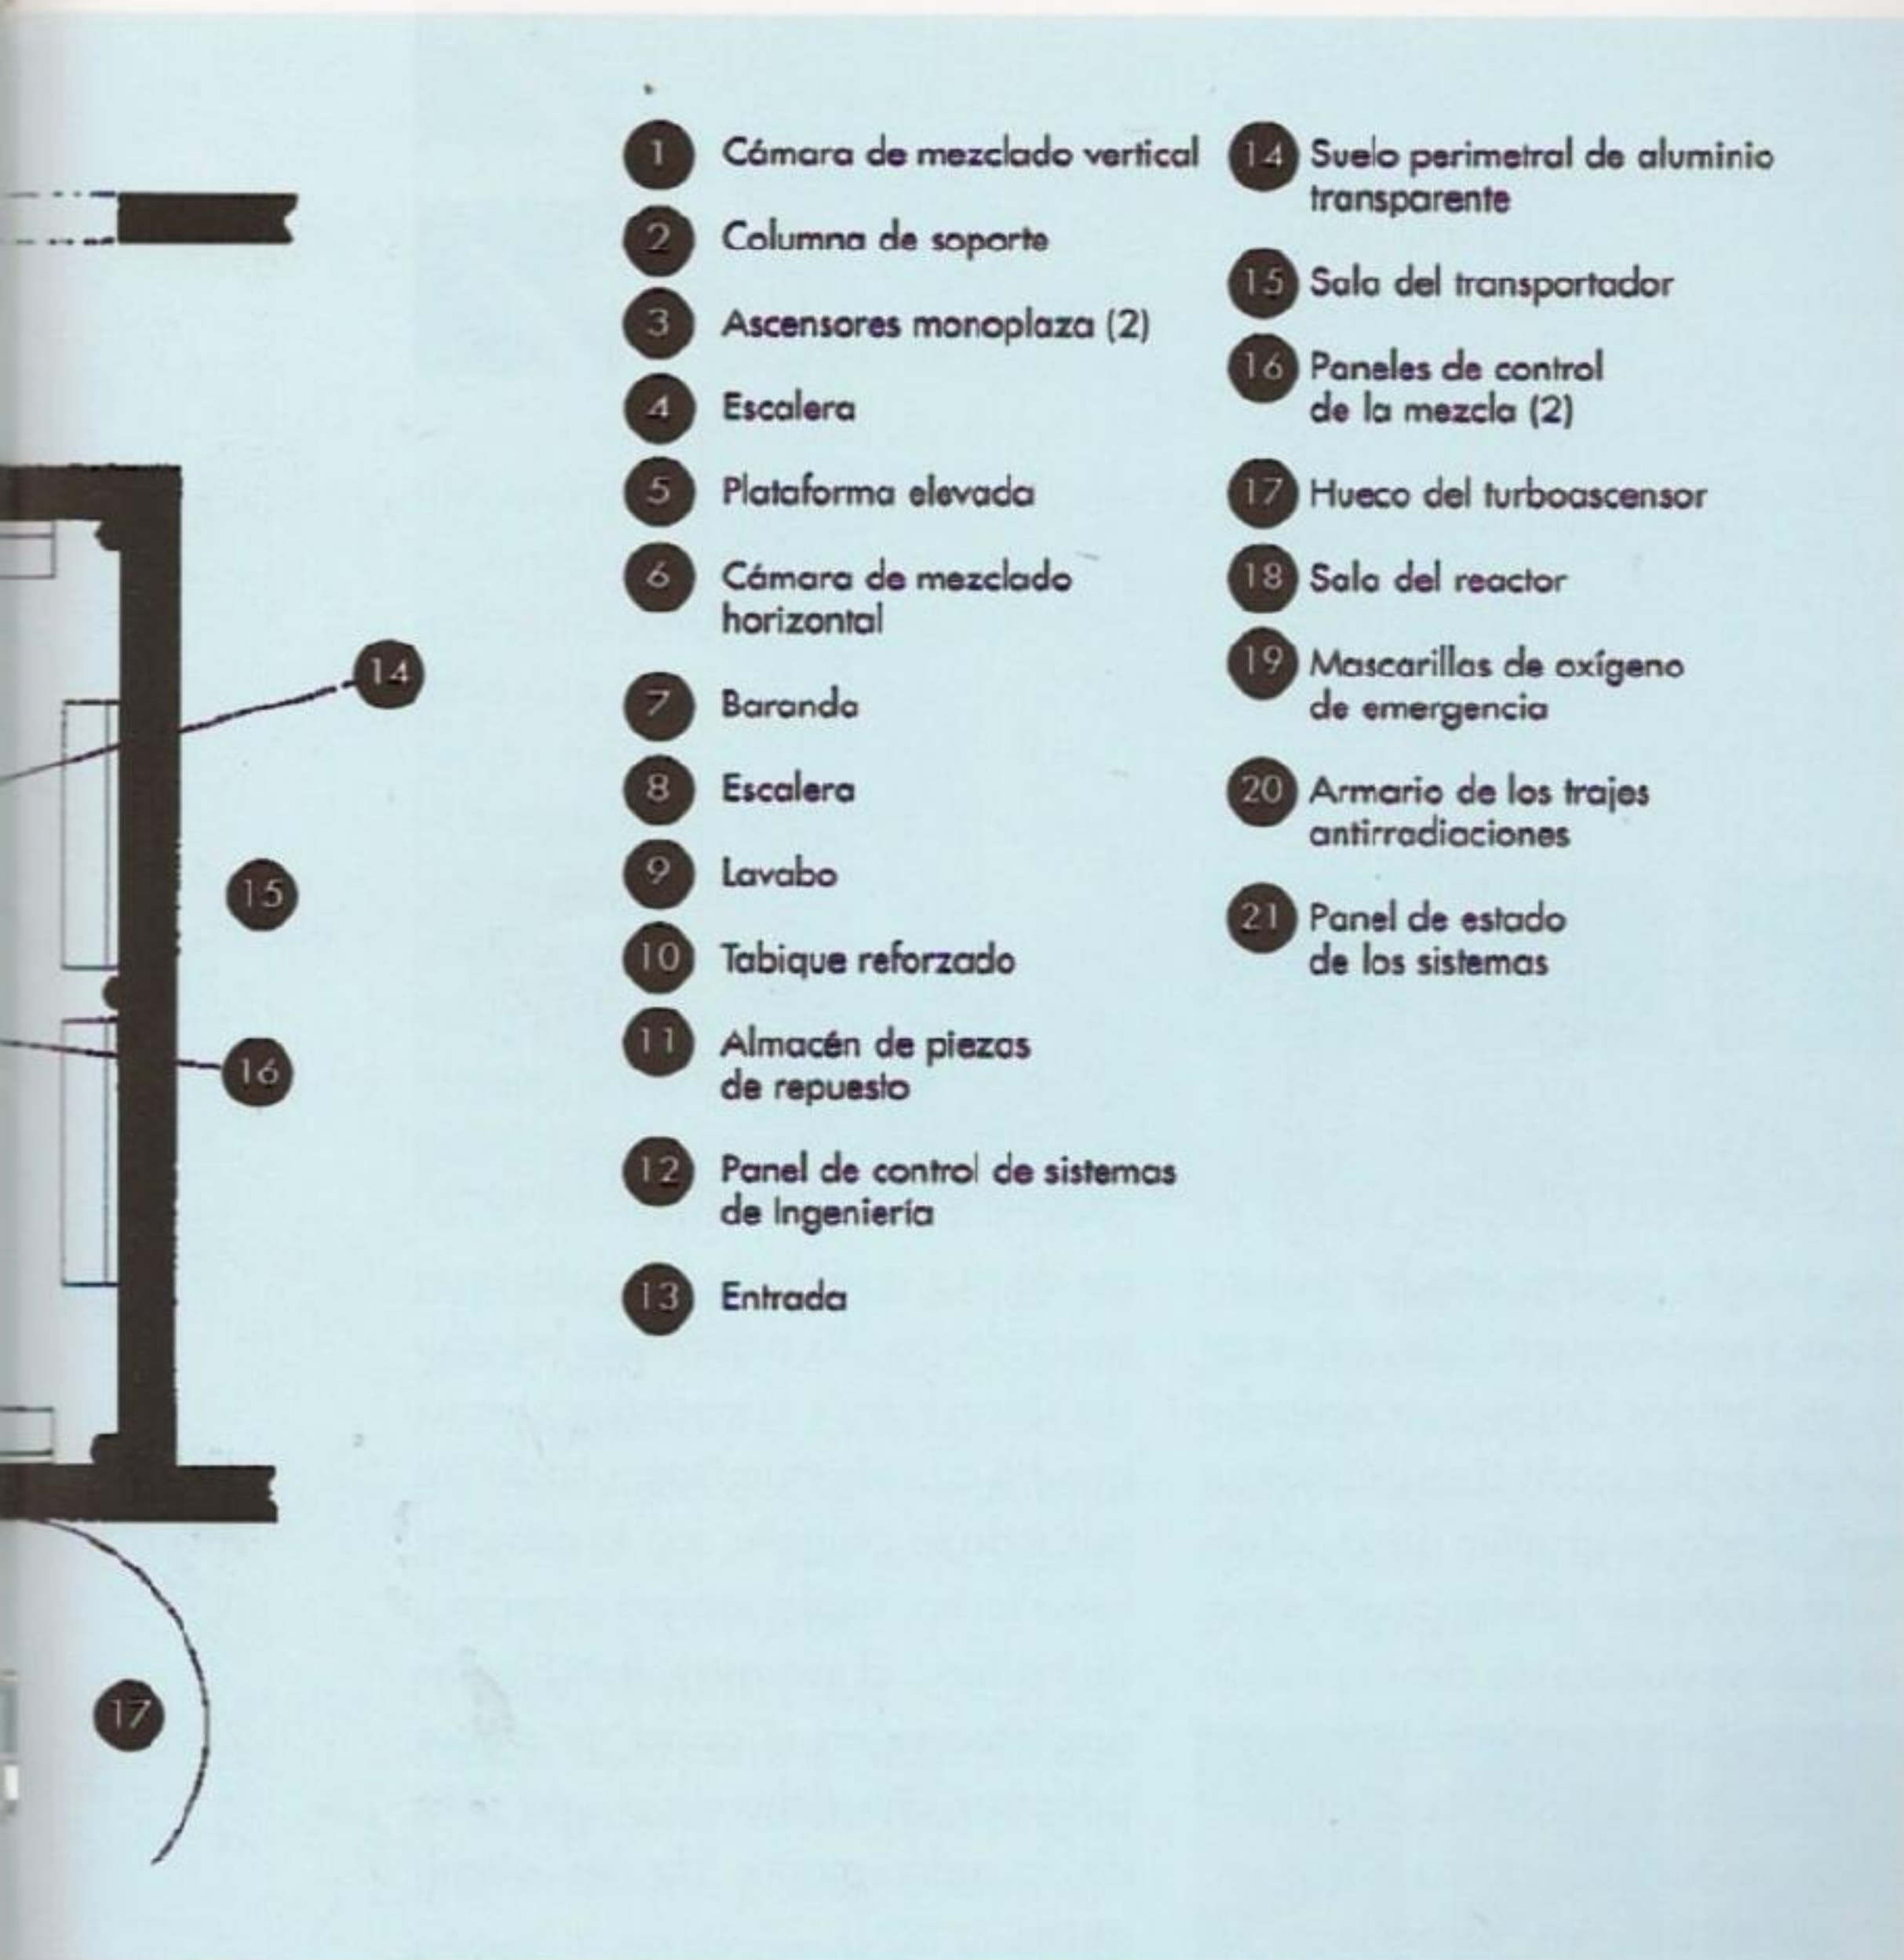 1 Cámara de mezclado vertical
2 Columna de soporte
3 Ascensores monoplaza (2)
4 Escalera
5 Plataforma elevada
6 Cámara de mezclado
horizontal
7 Baranda
8 Escalera
9 Lavabo
10 Tabique reforzado
11 Almacén de piezas
de repuesto
12 Panel de control de sistemas
de Ingeniería
13 Entrada
14 Suelo perimetral de aluminio
transparente
15 Sala del transportador
16 Paneles de control
de la mezcla (2)
17 Hueco del turboascensor
18 Sala del reactor
19 Mascarillas de oxígeno
de emergencia
20 Armario de los trajes
antirradiaciones
21 Panel de estado
de los sistemas
14
15
16
17